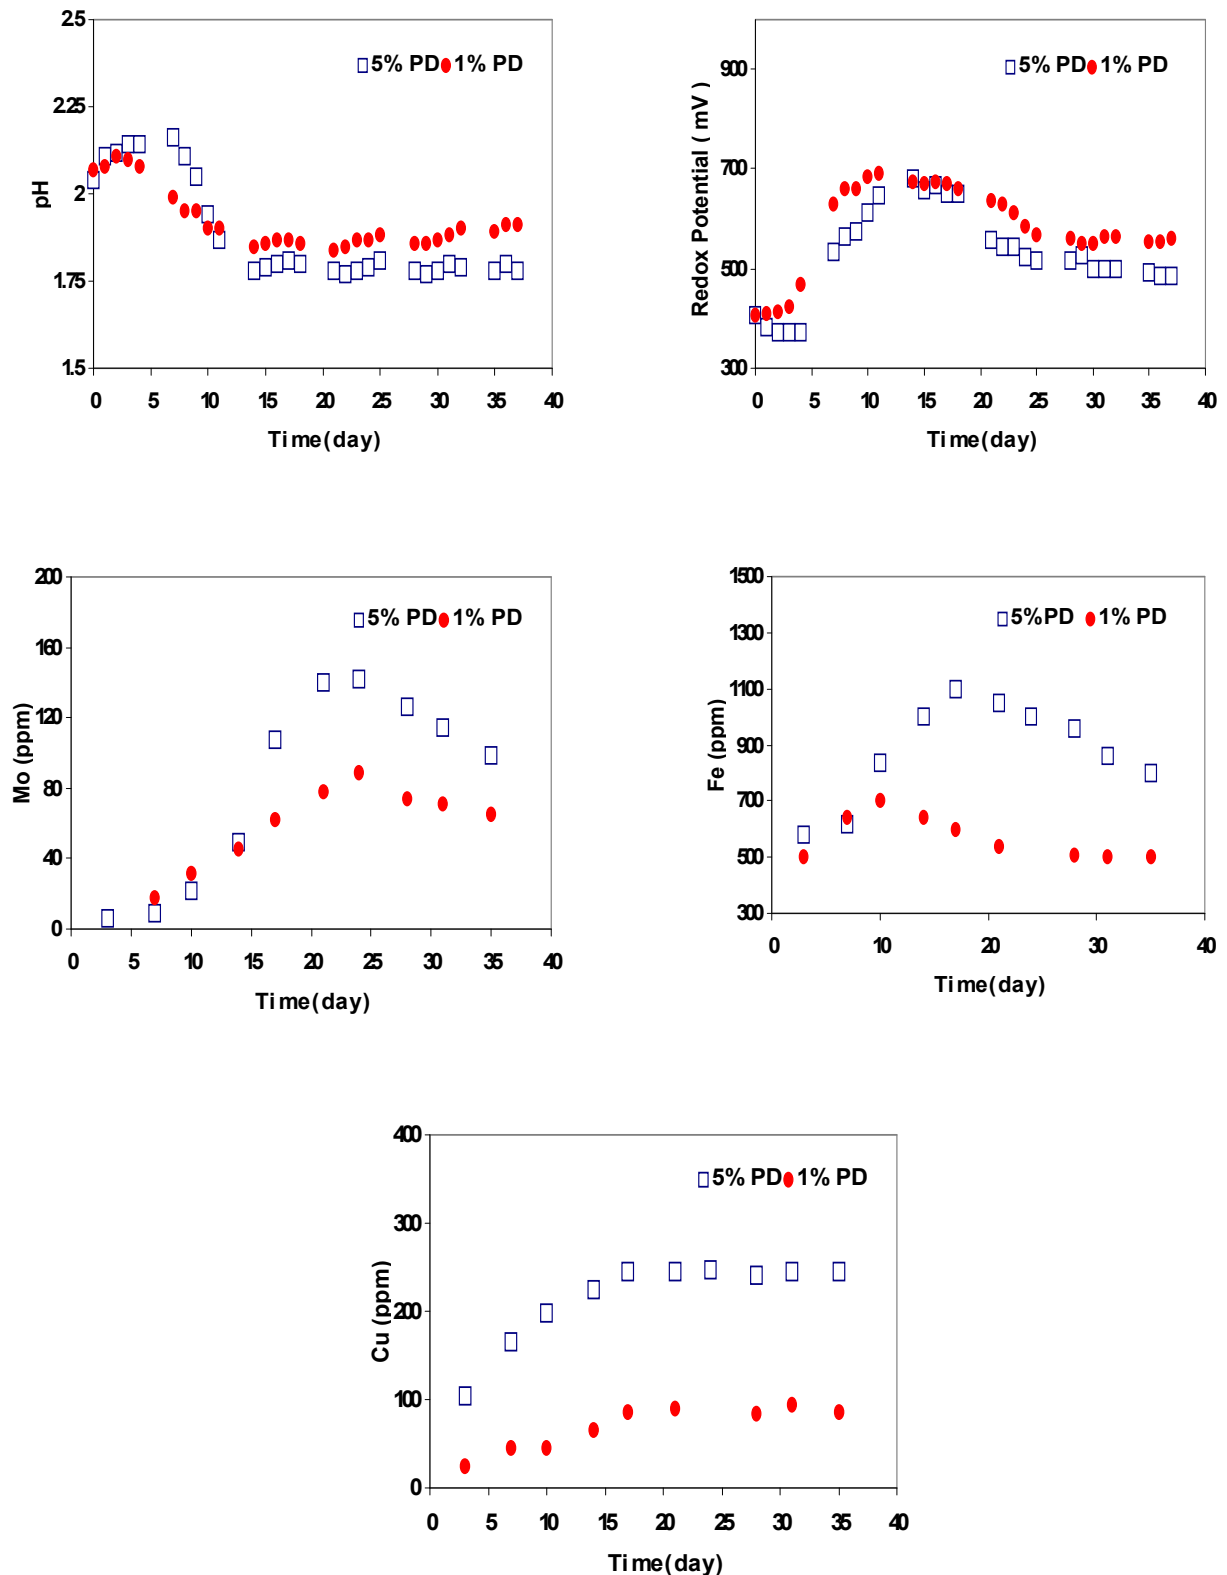 2.5
5% PD 1% PD
2.25
2
1.75
1.5
pH
0 5 10 15 20 25 30 35 40
Time(day)
900
5% PD 1% PD
700
500
300
Redox Potential ( mV)
0 5 10 15 20 25 30 35 40
Time(day)
200
5% PD 1% PD
160
120
80
40
0
Mo (ppm)
0 5 10 15 20 25 30 35 40
Time(day)
1500
5%PD 1% PD
1300
1100
900
700
500
300
Fe (ppm)
0 10 20 30 40
Time(day)
400
5% PD 1% PD
300
200
100
0
Cu (ppm)
0 5 10 15 20 25 30 35 40
Time(day)